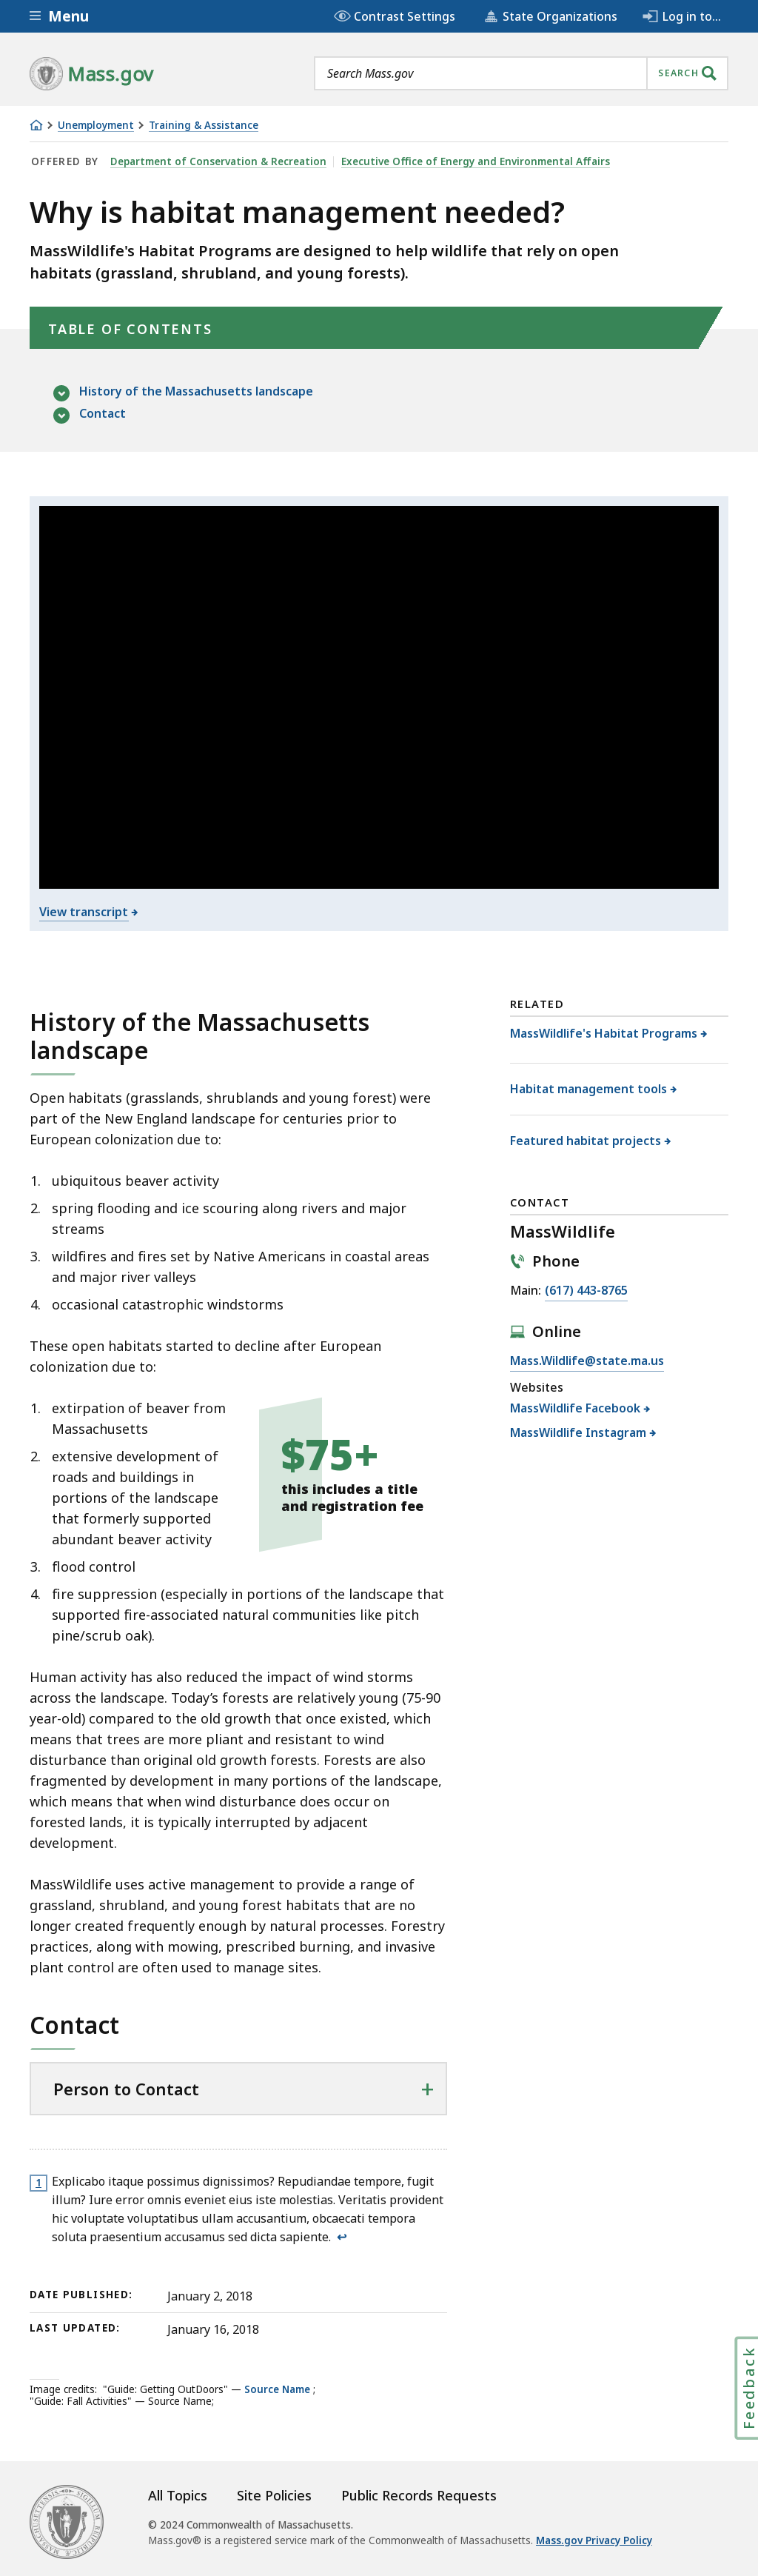 Menu
Contrast Settings
State Organizations
Log in to...
Mass.gov
Search Mass.gov
SEARCH
Unemployment
Training & Assistance
OFFERED BY
Department of Conservation & Recreation
Executive Office of Energy and Environmental Affairs
Why is habitat management needed?
MassWildlife's Habitat Programs are designed to help wildlife that rely on open
habitats (grassland, shrubland, and young forests).
TABLE OF CONTENTS
History of the Massachusetts landscape
Contact
View transcript
History of the Massachusetts
landscape
Open habitats (grasslands, shrublands and young forest) were
part of the New England landscape for centuries prior to
European colonization due to:
1. ubiquitous beaver activity
2. spring flooding and ice scouring along rivers and major
streams
3. wildfires and fires set by Native Americans in coastal areas
and major river valleys
4. occasional catastrophic windstorms
These open habitats started to decline after European
colonization due to:
1. extirpation of beaver from
Massachusetts
2. extensive development of
roads and buildings in
portions of the landscape
that formerly supported
abundant beaver activity
$75+
this includes a title
and registration fee
3. flood control
4. fire suppression (especially in portions of the landscape that
supported fire-associated natural communities like pitch
pine/scrub oak).
Human activity has also reduced the impact of wind storms
across the landscape. Today’s forests are relatively young (75-90
year-old) compared to the old growth that once existed, which
means that trees are more pliant and resistant to wind
disturbance than original old growth forests. Forests are also
fragmented by development in many portions of the landscape,
which means that when wind disturbance does occur on
forested lands, it is typically interrupted by adjacent
development.
MassWildlife uses active management to provide a range of
grassland, shrubland, and young forest habitats that are no
longer created frequently enough by natural processes. Forestry
practices, along with mowing, prescribed burning, and invasive
plant control are often used to manage sites.
Contact
Person to Contact
+
1 Explicabo itaque possimus dignissimos? Repudiandae tempore, fugit
illum? Iure error omnis eveniet eius iste molestias. Veritatis provident
hic voluptate voluptatibus ullam accusantium, obcaecati tempora
soluta praesentium accusamus sed dicta sapiente. ↩
DATE PUBLISHED: January 2, 2018
LAST UPDATED: January 16, 2018
Image credits: "Guide: Getting OutDoors" — Source Name ;
"Guide: Fall Activities" — Source Name;
RELATED
MassWildlife's Habitat Programs
Habitat management tools
Featured habitat projects
CONTACT
MassWildlife
Phone
Main: (617) 443-8765
Online
Mass.Wildlife@state.ma.us
Websites
MassWildlife Facebook
MassWildlife Instagram
Feedback
All Topics
Site Policies
Public Records Requests
© 2024 Commonwealth of Massachusetts.
Mass.gov® is a registered service mark of the Commonwealth of Massachusetts. Mass.gov Privacy Policy